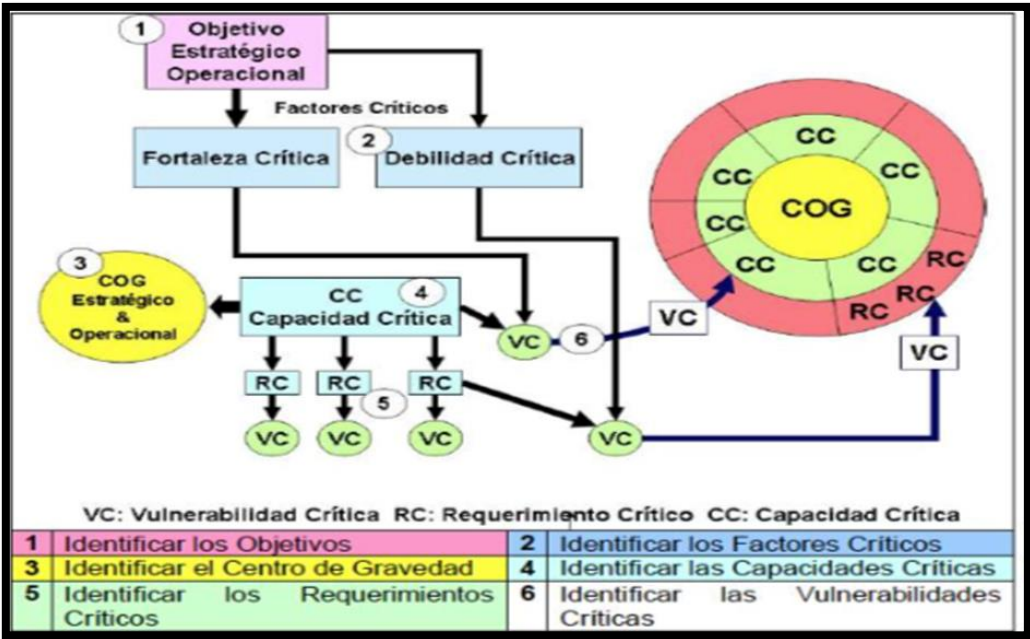 1
Objetivo
Estratégico
Operacional
Factores Críticos
Fortaleza Crítica
2
Debilidad Crítica
3
COG
Estratégico
&
Operacional
CC
4
Capacidad Crítica
VC
6
RC
RC
RC
5
VC
VC
VC
VC
VC
VC
CC
CC
CC
CC
CC
CC
COG
RC
RC
RC
VC: Vulnerabilidad Crítica RC: Requerimiento Crítico CC: Capacidad Crítica
1 Identificar los Objetivos
2 Identificar los Factores Críticos
3 Identificar el Centro de Gravedad
4 Identificar las Capacidades Críticas
5 Identificar los Requerimientos
Críticos
6 Identificar las Vulnerabilidades
Críticas